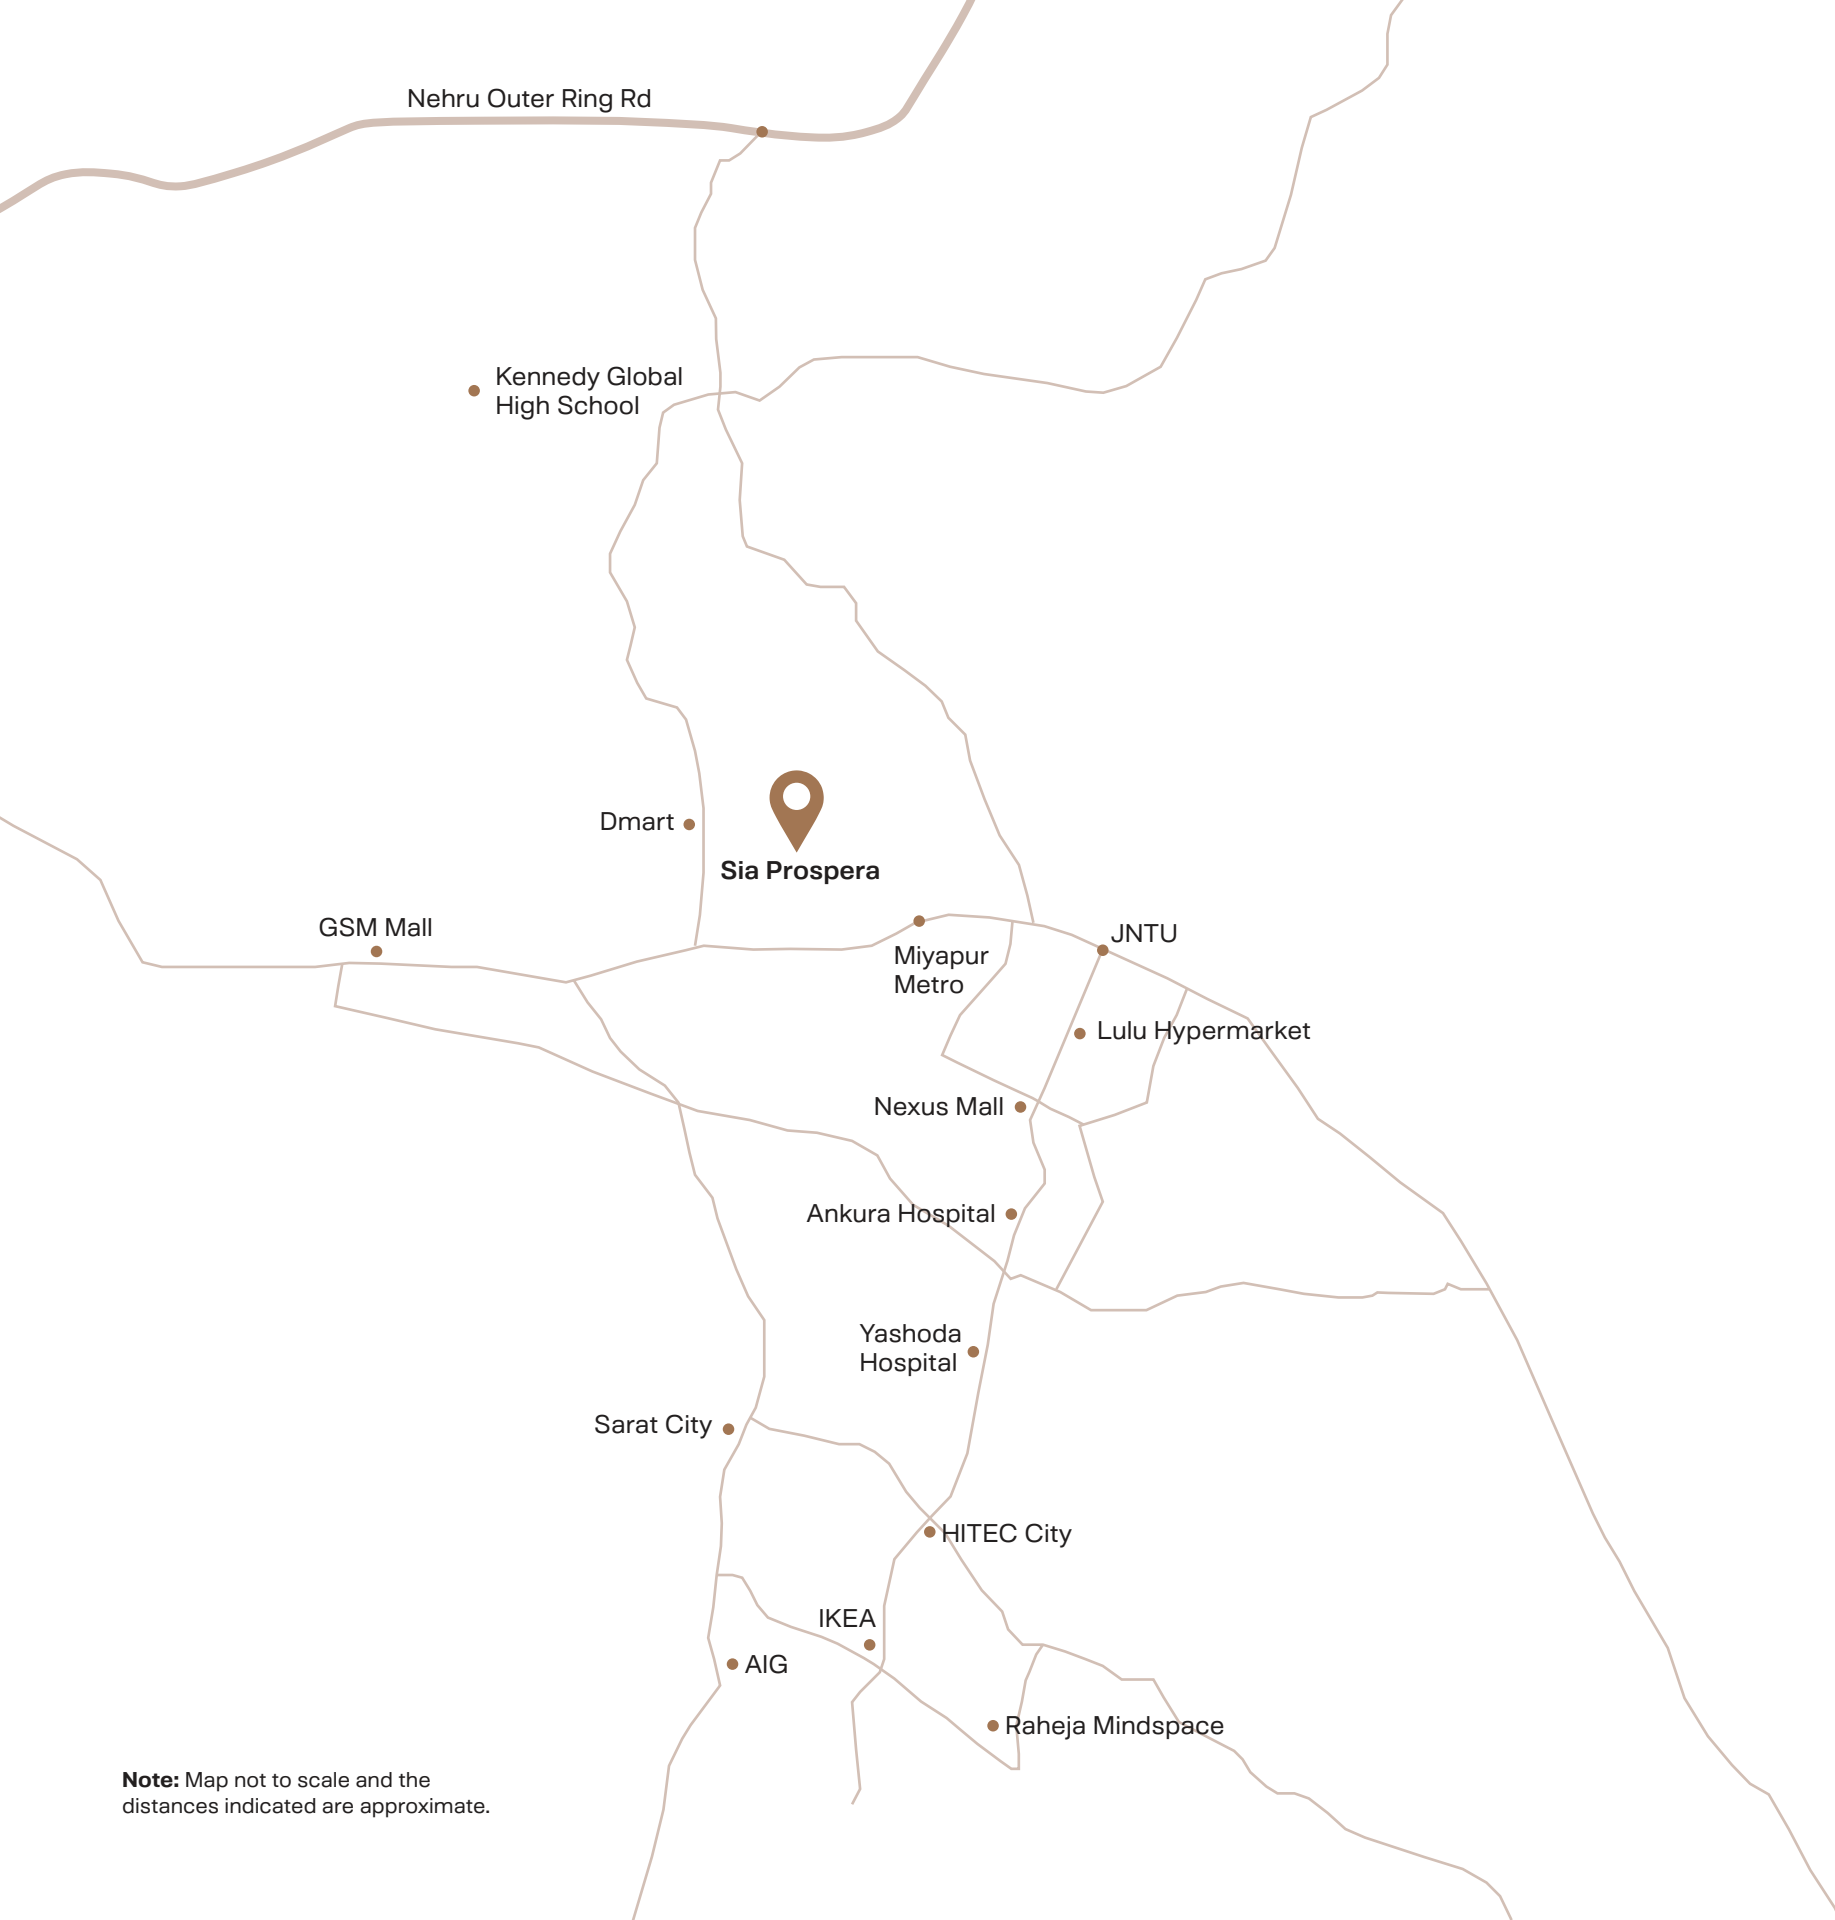 Nehru Outer Ring Rd
Kennedy Global
High School
Dmart
Sia Prospera
GSM Mall
JNTU
Miyapur
Metro
Lulu Hypermarket
Nexus Mall
Ankura Hospital
Yashoda
Hospital
Sarat City
HITEC City
IKEA
AIG
Raheja Mindspace
Note: Map not to scale and the
distances indicated are approximate.